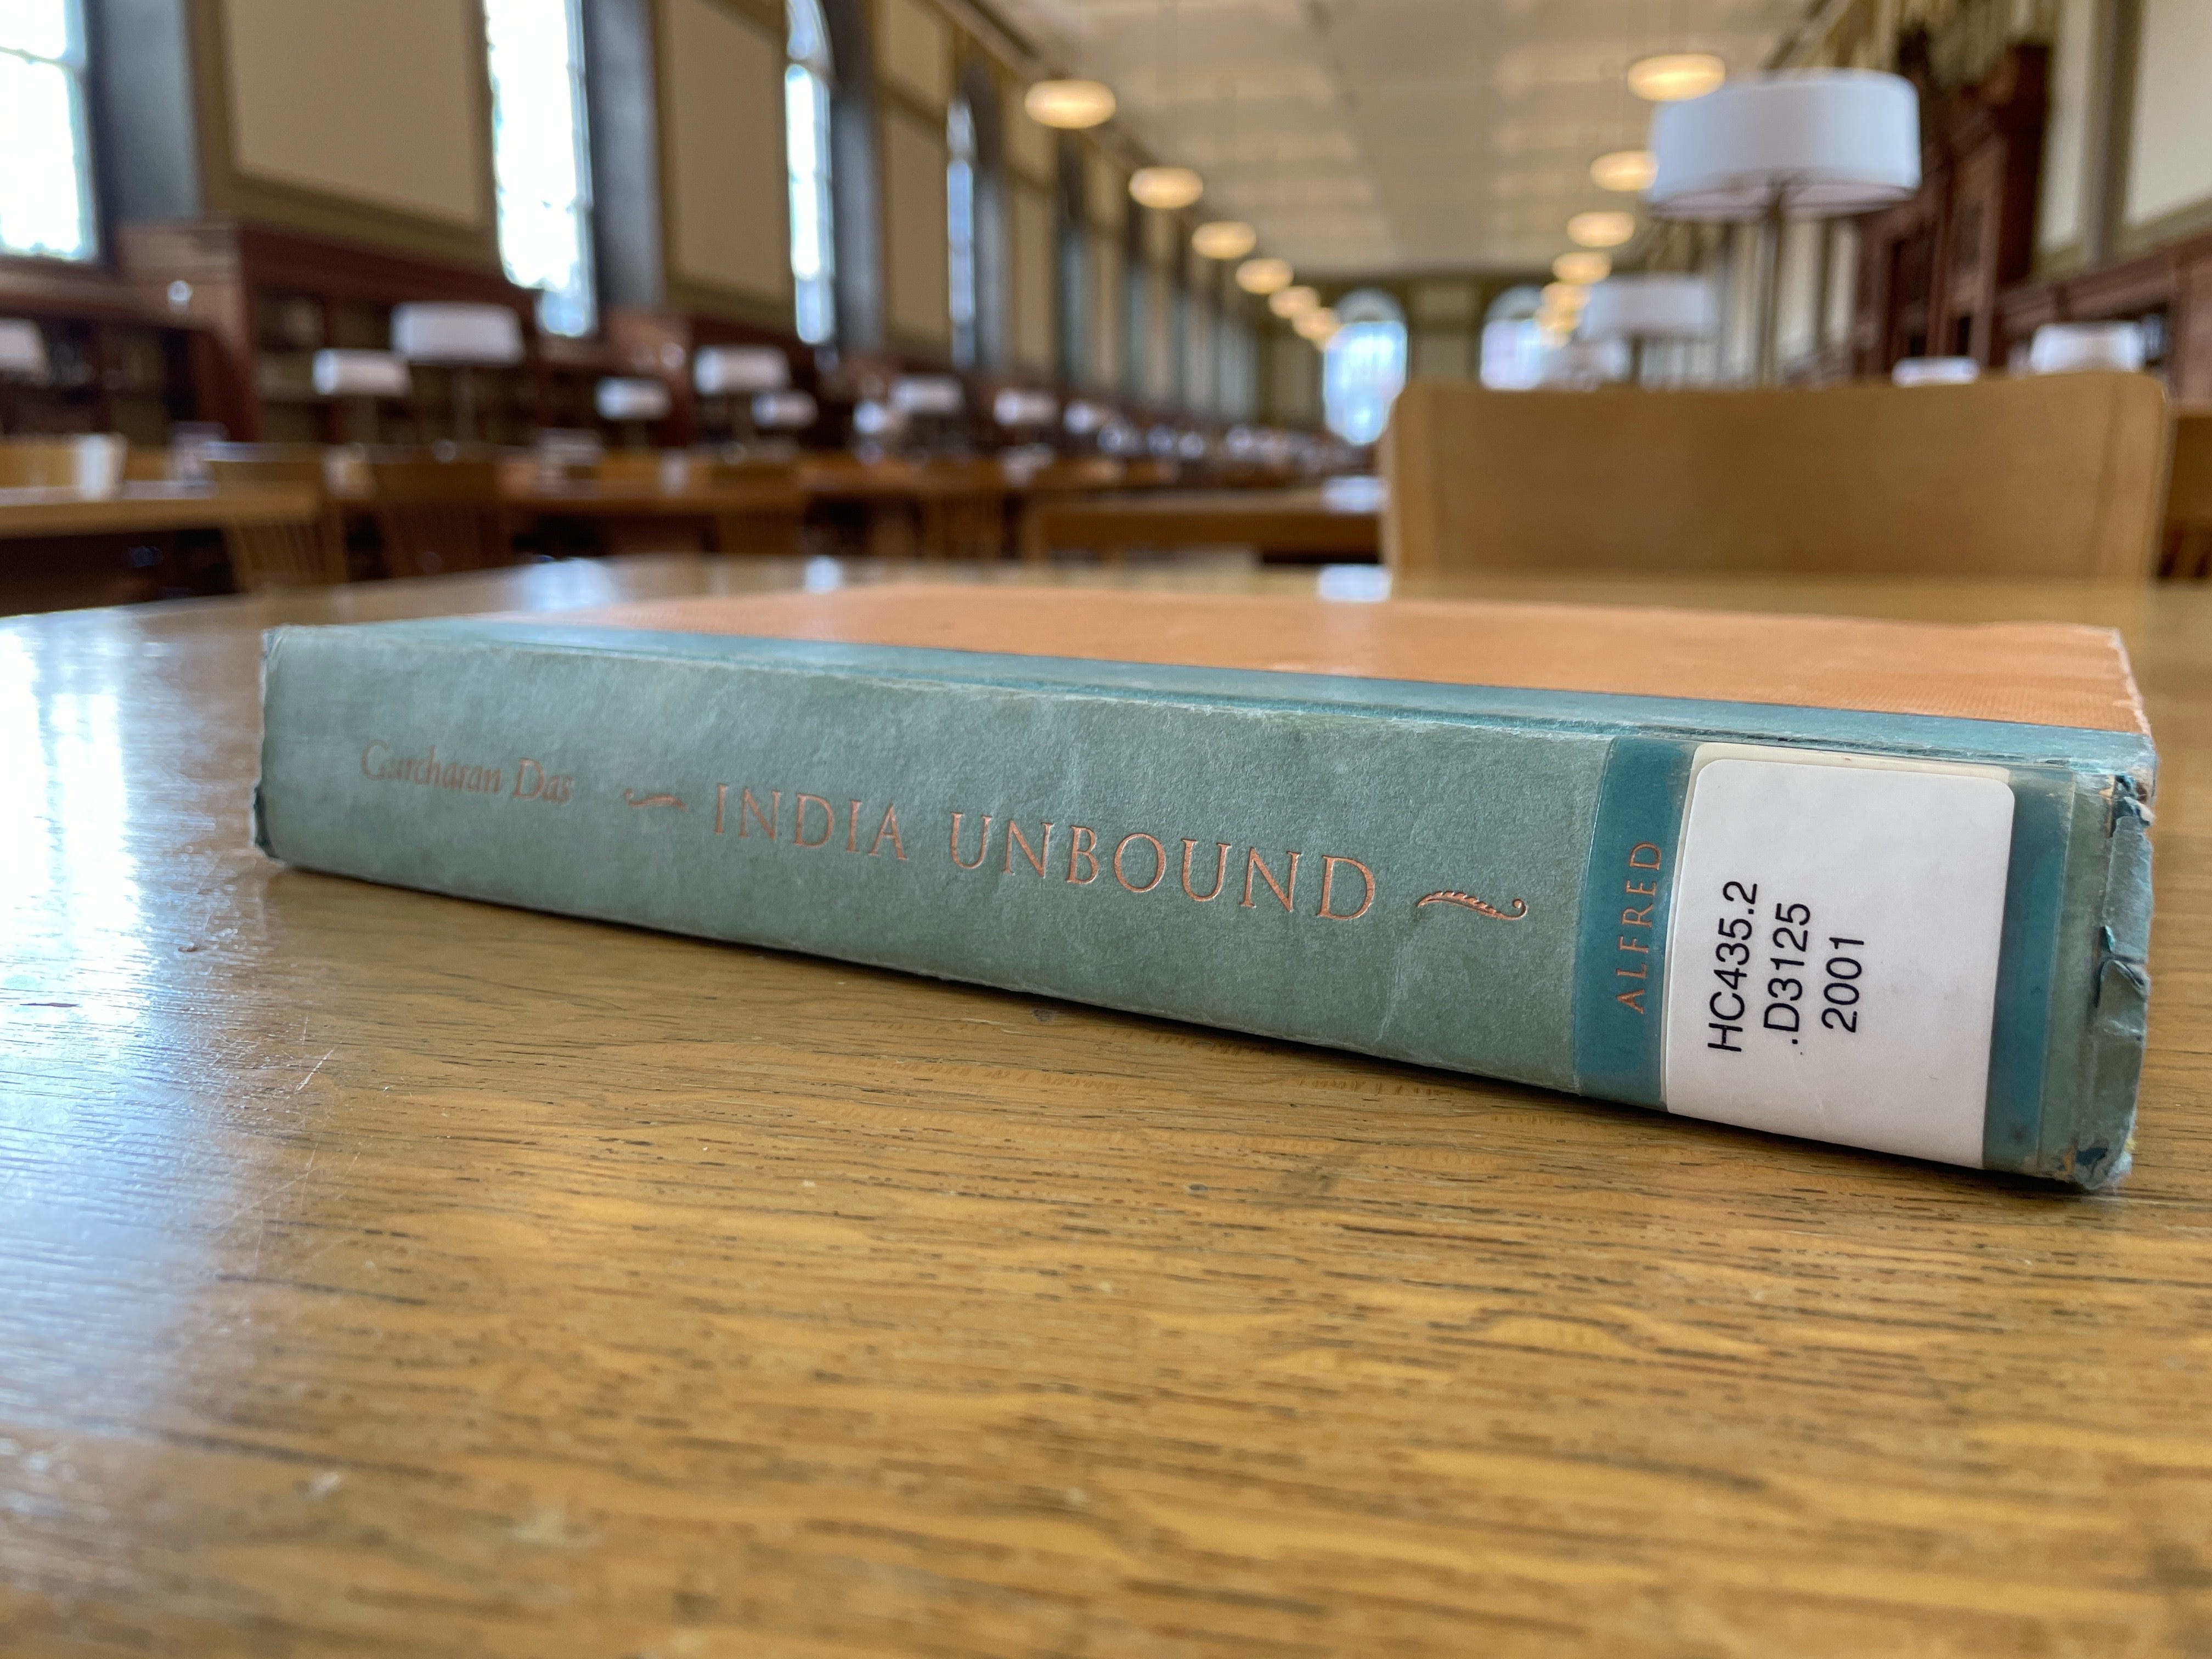 Gurcharan Das
INDIA UNBOUND
ALFRED
HC435.2
.D3125
2001